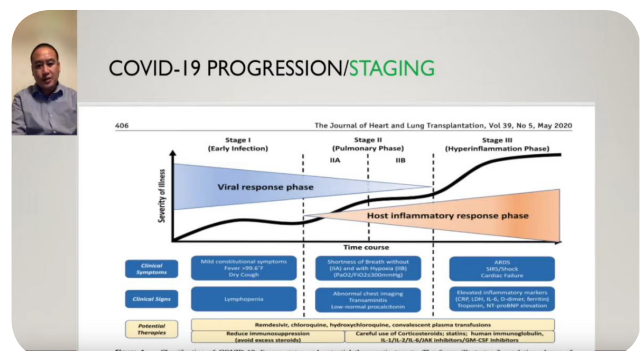 COVID-19 PROGRESSION/STAGING
406
The Journal of Heart and Lung Transplantation, Vol 39, No 5, May 2020
Stage I
(Early Infection)
Stage II
(Pulmonary Phase)
Stage III
(Hyperinflammation Phase)
IIA
IIB
Severity of Illness
Viral response phase
Host inflammatory response phase
Time course
Clinical
Symptoms
Mild constitutional symptoms
Fever >99.6°F
Dry Cough
Shortness of Breath without
(IIA) and with Hypoxia (IIB)
(PaO2/FiO2≤300mmHg)
ARDS
SIRS/Shock
Cardiac Failure
Clinical Signs
Lymphopenia
Abnormal chest imaging
Transaminitis
Low-normal procalcitonin
Elevated inflammatory markers
(CRP, LDH, IL-6, D-dimer, ferritin)
Troponin, NT-proBNP elevation
Potential
Therapies
Remdesivir, chloroquine, hydroxychloroquine, convalescent plasma transfusions
Reduce immunosuppression
(avoid excess steroids)
Careful use of Corticosteroids; statins; human immunoglobulin,
IL-1/IL-2/IL-6/JAK inhibitors/GM-CSF inhibitors